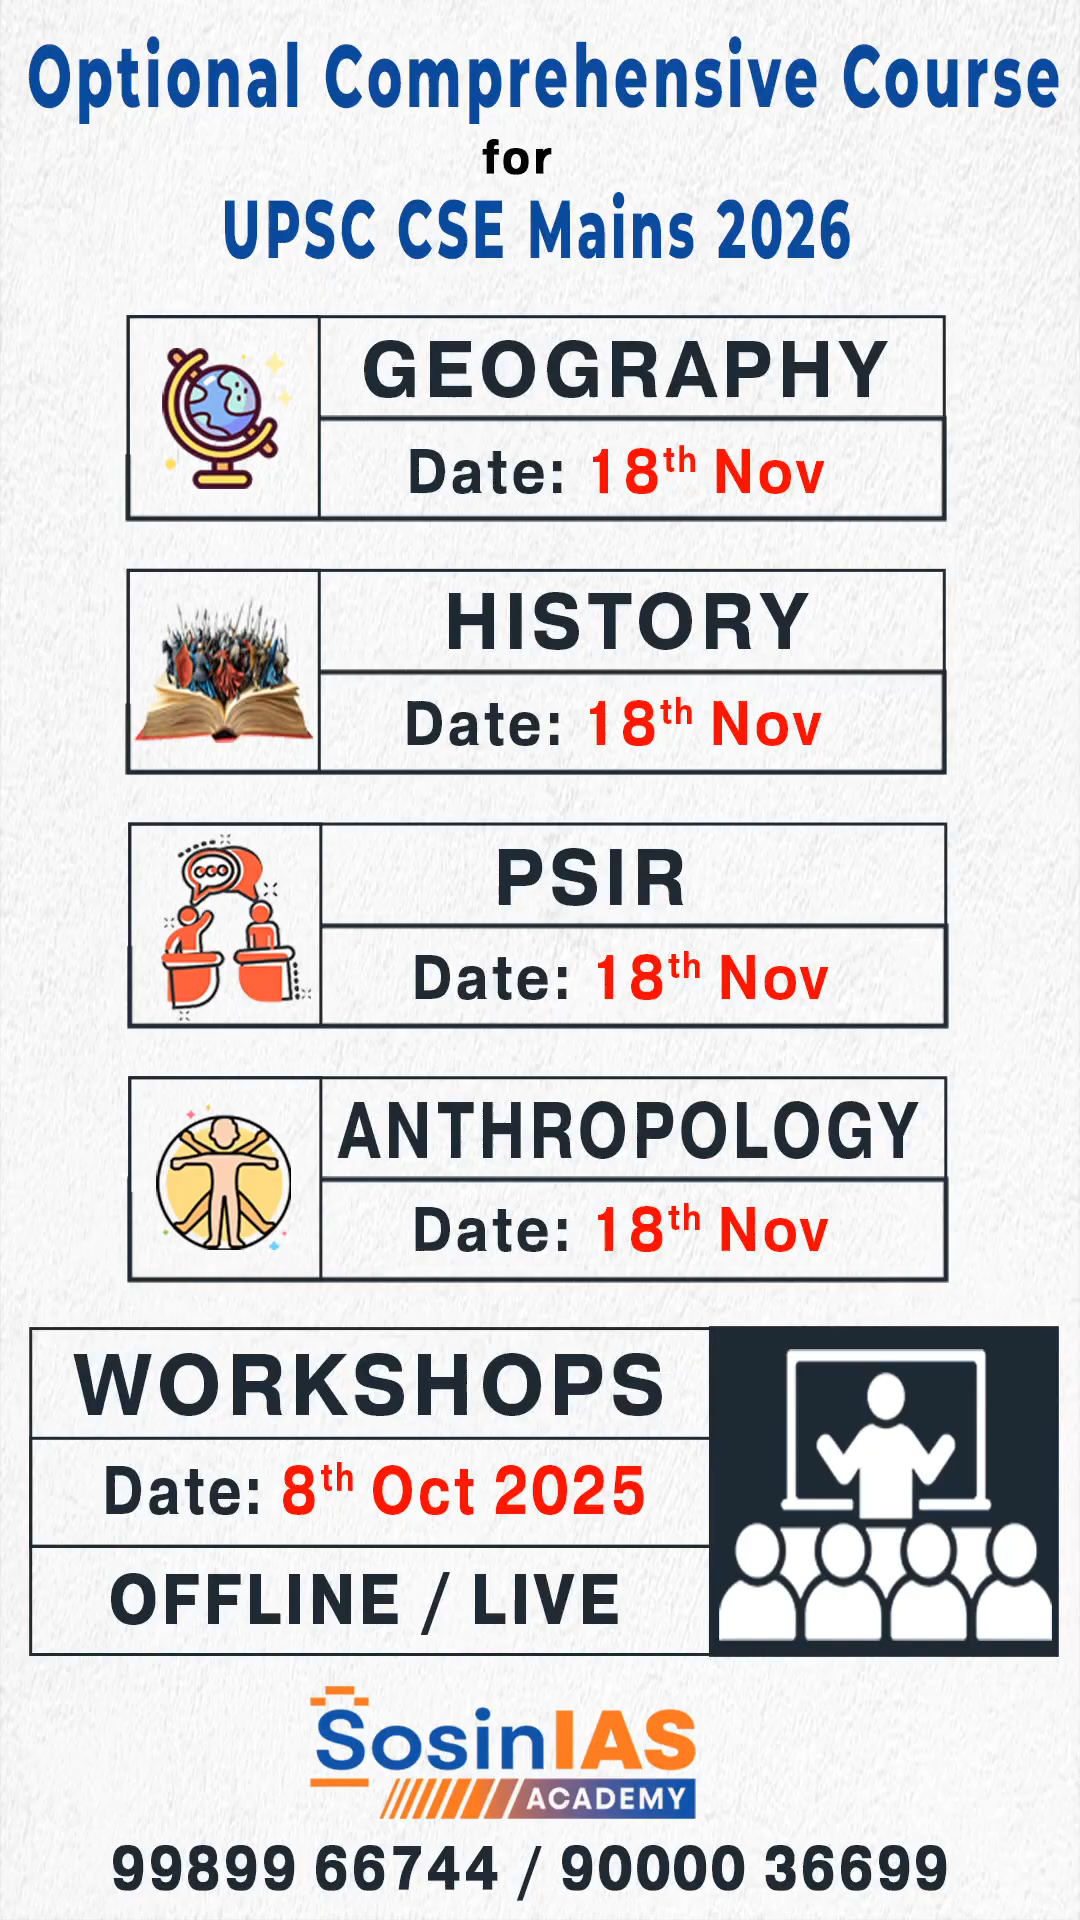 Optional Comprehensive Course
for
UPSC CSE Mains 2026
GEOGRAPHY
Date: 18th Nov
HISTORY
Date: 18th Nov
PSIR
Date: 18th Nov
ANTHROPOLOGY
Date: 18th Nov
WORKSHOPS
Date: 8th Oct 2025
OFFLINE / LIVE
SosinIAS
ACADEMY
99899 66744 / 90000 36699